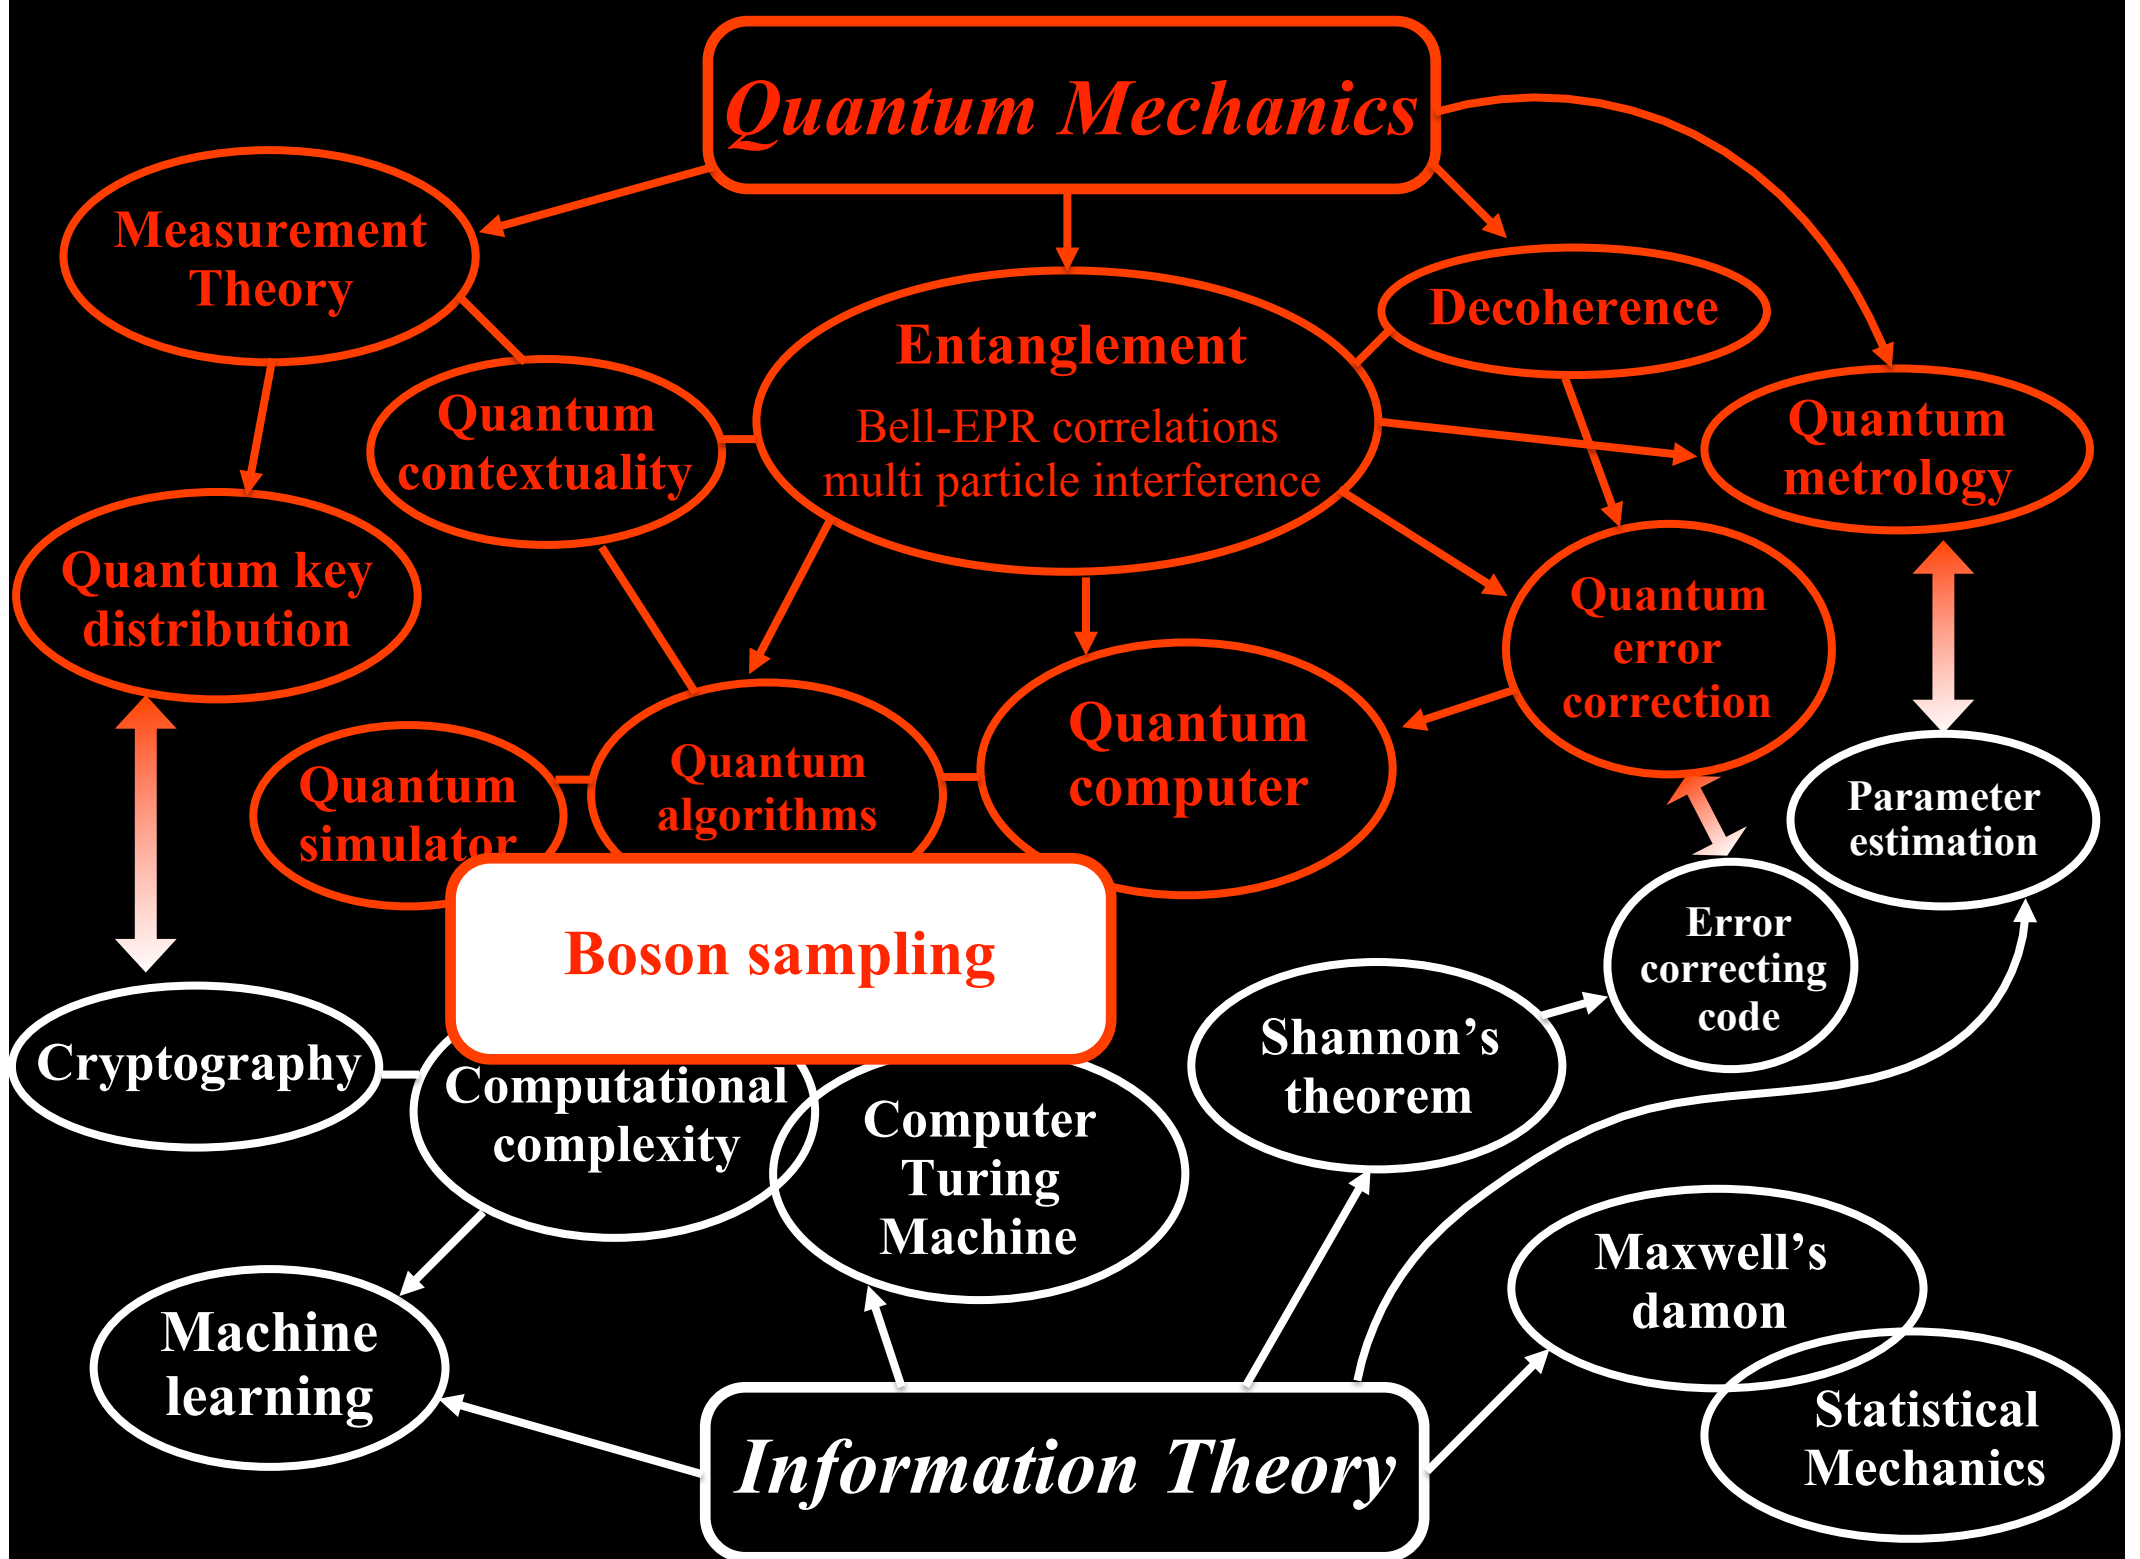 Quantum Mechanics
Measurement
Theory
Decoherence
Entanglement
Bell-EPR correlations
multi particle interference
Quantum
contextuality
Quantum
metrology
Quantum key
distribution
Quantum
error
correction
Quantum
simulator
Quantum
algorithms
Quantum
computer
Parameter
estimation
Boson sampling
Error
correcting
code
Cryptography
Computational
complexity
Computer
Turing
Machine
Shannon’s
theorem
Maxwell’s
damon
Machine
learning
Statistical
Mechanics
Information Theory